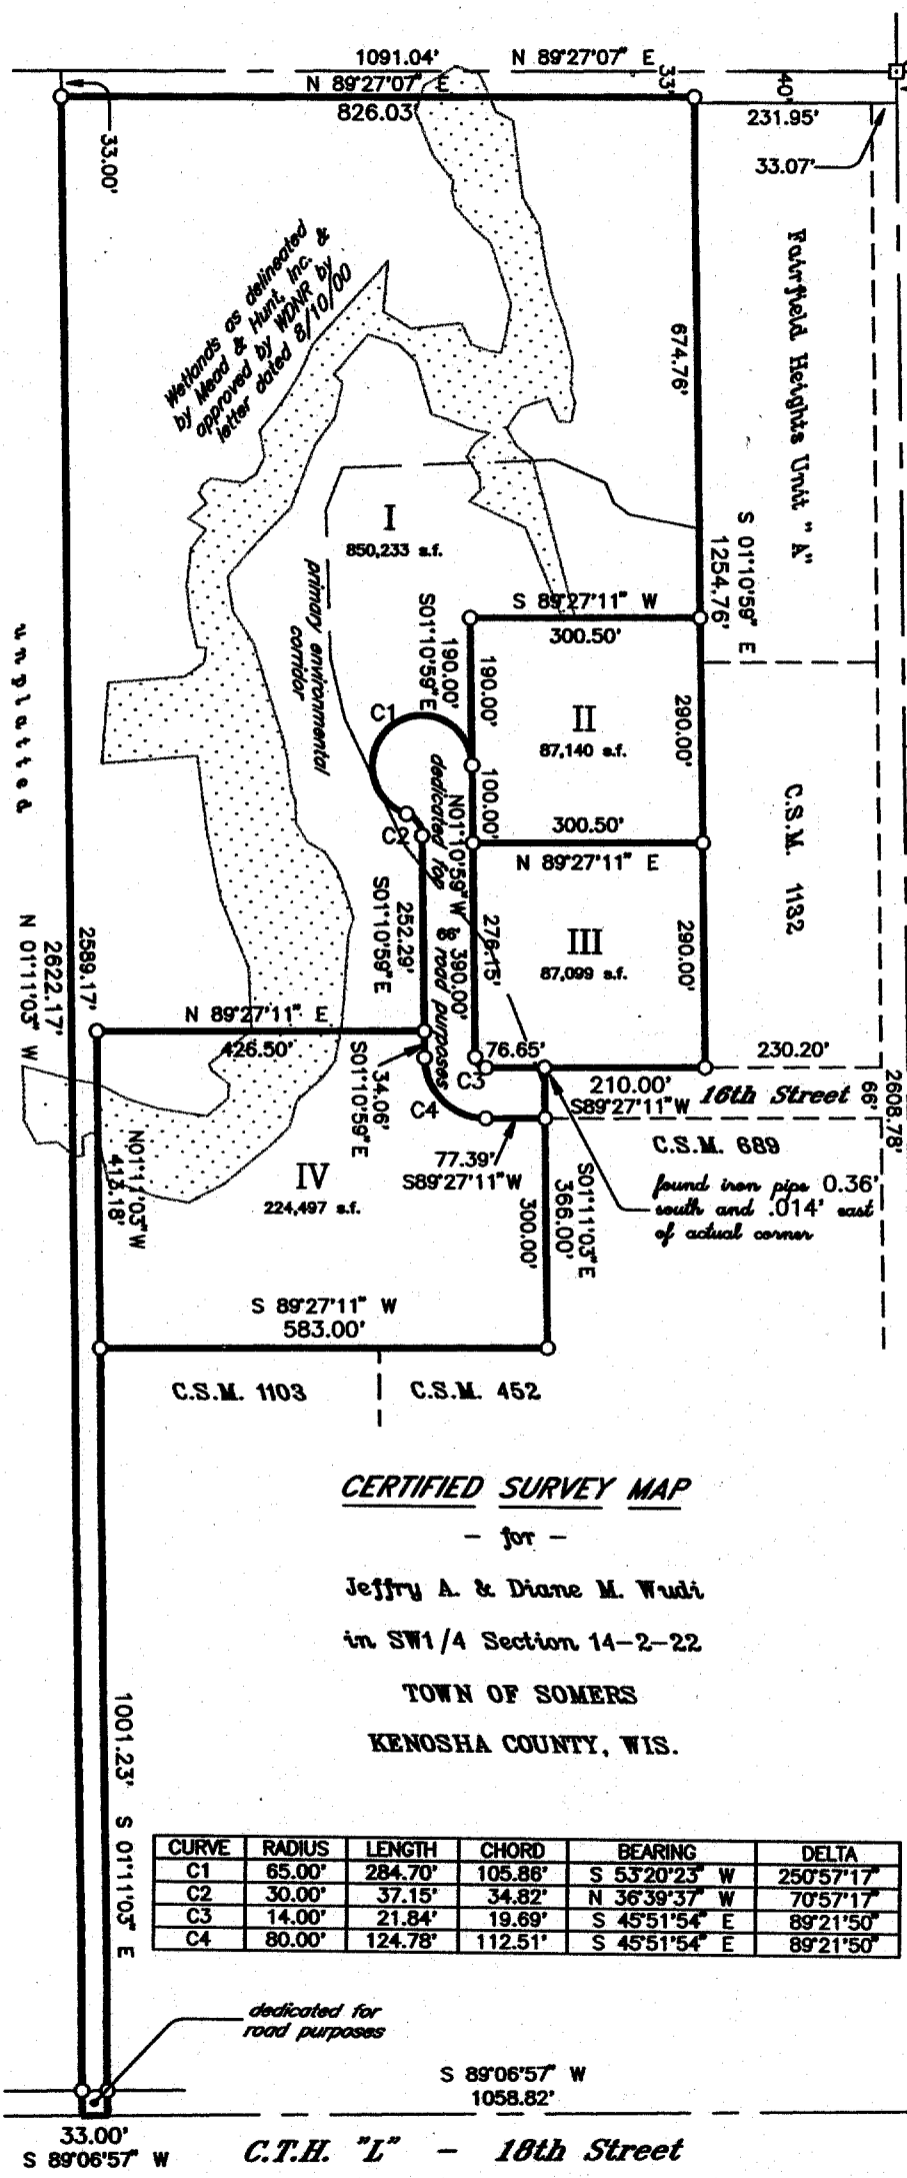 1091.04'
N 89°27'07" E
N 89°27'07" E
826.03'
33'
40'
231.95'
33.07'
33.00'
Wetlands as delineated
by Mead & Hunt, Inc. &
approved by WDNR by
letter dated 8/10/00
Fairfield Heights Unit "A"
674.76'
S 01°10'59" E
1254.76'
I
850,233 s.f.
primary environmental
corridor
S 89°27'11" W
300.50'
S01°10'59"E
190.00'
190.00'
II
87,140 s.f.
290.00'
unplatted
C1
C2
dedicated for road purposes
100.00'
N01°10'59"W & 390.00'
300.50'
N 89°27'11" E
C.S.M. 1132
252.29'
S01°10'59"E
276.15'
III
87,099 s.f.
290.00'
2589.17'
2622.17'
N 01°11'03" W
N 89°27'11" E
426.50'
34.06'
S01°10'59"E
76.65'
C3
C4
230.20'
210.00'
S89°27'11"W
16th Street
66'
2608.78'
C.S.M. 689
77.39'
S89°27'11"W
found iron pipe 0.36'
south and .014' east
of actual corner
N01°11'03"W
413.18'
IV
224,497 s.f.
300.00'
366.00'
S01°11'03"E
S 89°27'11" W
583.00'
C.S.M. 1103
C.S.M. 452
CERTIFIED SURVEY MAP
- for -
Jeffry A. & Diane M. Wudi
in SW1/4 Section 14-2-22
TOWN OF SOMERS
KENOSHA COUNTY, WIS.
1001.23' S 01°11'03" E
CURVE RADIUS LENGTH CHORD BEARING DELTA
C1 65.00' 284.70' 105.86' S 53°20'23" W 250°57'17"
C2 30.00' 37.15' 34.82' N 36°39'37" W 70°57'17"
C3 14.00' 21.84' 19.69' S 45°51'54" E 89°21'50"
C4 80.00' 124.78' 112.51' S 45°51'54" E 89°21'50"
dedicated for
road purposes
S 89°06'57" W
1058.82'
33.00'
S 89°06'57" W
C.T.H. "L" - 18th Street